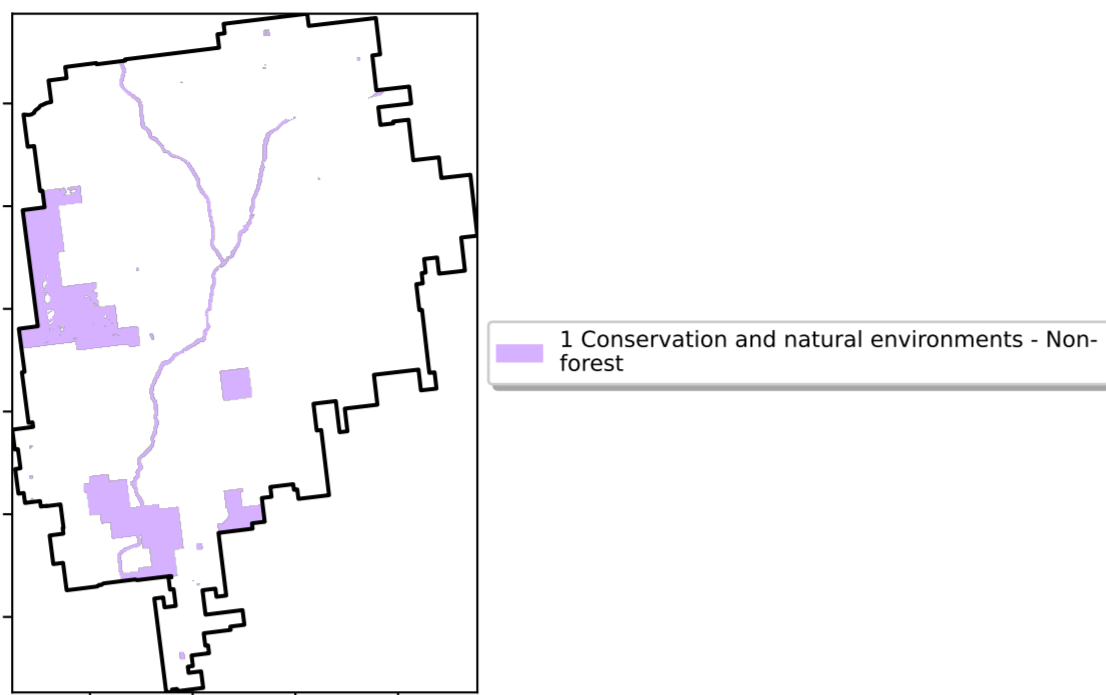 1 Conservation and natural environments - Non-
forest